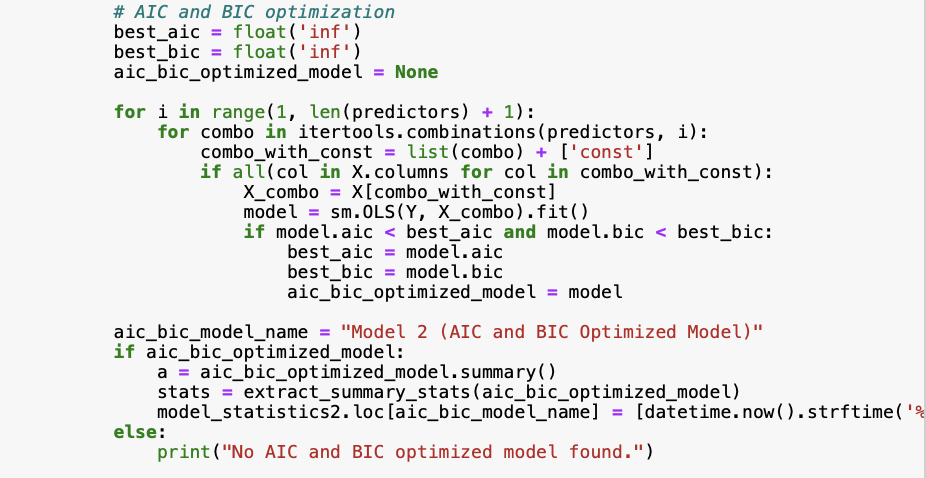 # AIC and BIC optimization
best_aic = float('inf')
best_bic = float('inf')
aic_bic_optimized_model = None

for i in range(1, len(predictors) + 1):
    for combo in itertools.combinations(predictors, i):
        combo_with_const = list(combo) + ['const']
        if all(col in X.columns for col in combo_with_const):
            X_combo = X[combo_with_const]
            model = sm.OLS(Y, X_combo).fit()
            if model.aic < best_aic and model.bic < best_bic:
                best_aic = model.aic
                best_bic = model.bic
                aic_bic_optimized_model = model

aic_bic_model_name = "Model 2 (AIC and BIC Optimized Model)"
if aic_bic_optimized_model:
    a = aic_bic_optimized_model.summary()
    stats = extract_summary_stats(aic_bic_optimized_model)
    model_statistics2.loc[aic_bic_model_name] = [datetime.now().strftime('%
else:
    print("No AIC and BIC optimized model found.")